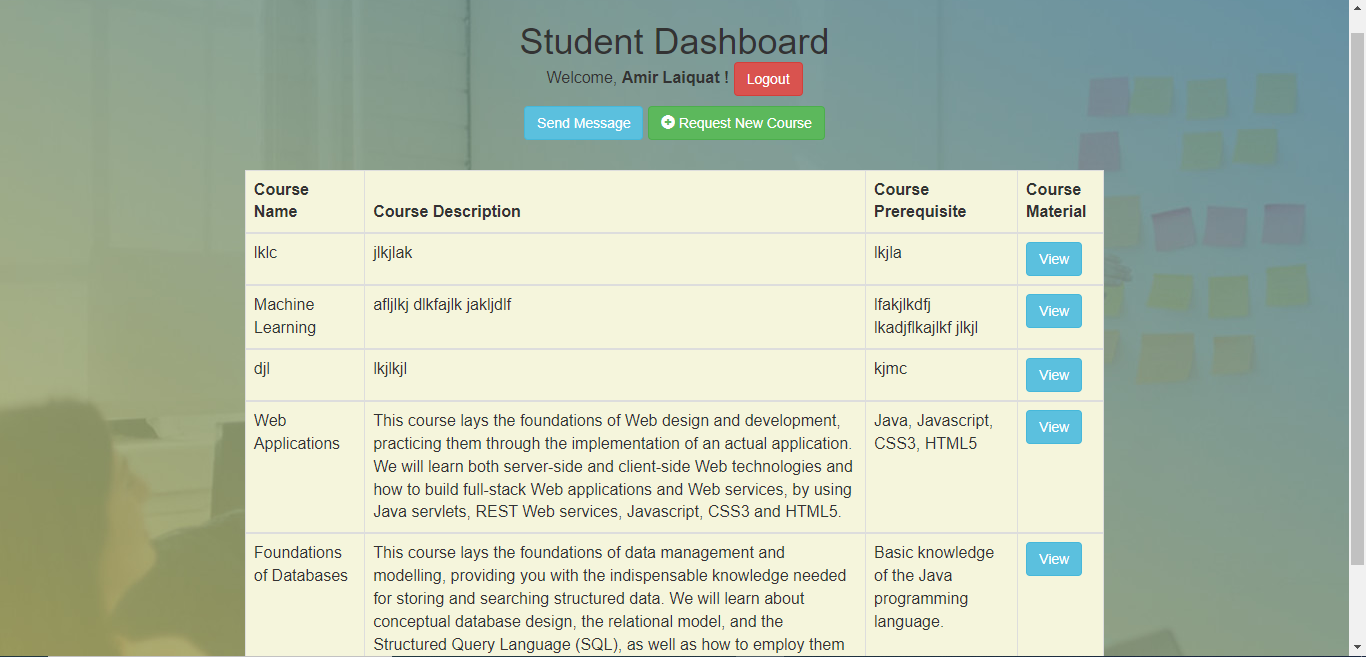 Student Dashboard
Welcome, Amir Laiquat ! Logout
Send Message Request New Course
Course Name
Course Description
Course Prerequisite
Course Material
lklc
jlkjlak
lkjla
View
Machine
Learning
afljlkj dlkfajlk jakljdlf
lfakjlkdfj
lkadjflkajlkf jlkjl
View
djl
lkjlkjl
kjmc
View
Web
Applications
This course lays the foundations of Web design and development,
practicing them through the implementation of an actual application.
We will learn both server-side and client-side Web technologies and
how to build full-stack Web applications and Web services, by using
Java servlets, REST Web services, Javascript, CSS3 and HTML5.
Java, Javascript,
CSS3, HTML5
View
Foundations
of Databases
This course lays the foundations of data management and
modelling, providing you with the indispensable knowledge needed
for storing and searching structured data. We will learn about
conceptual database design, the relational model, and the
Structured Query Language (SQL), as well as how to employ them
Basic knowledge
of the Java
programming
language.
View